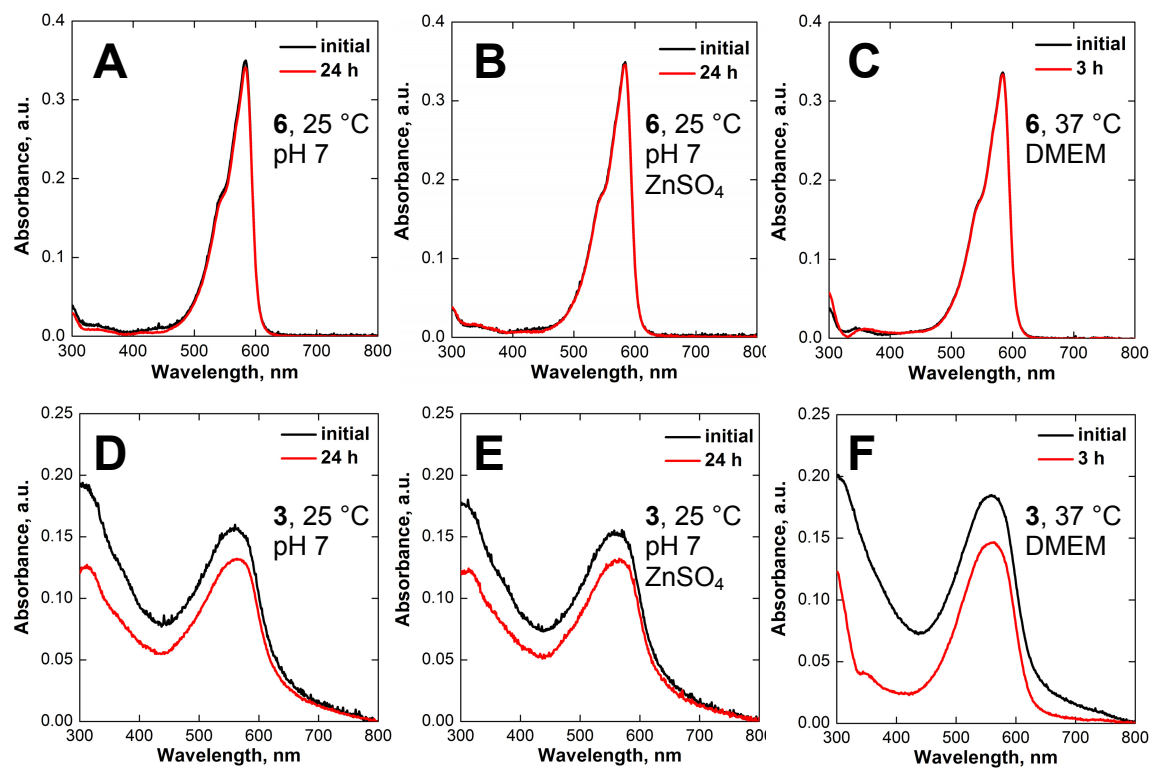 A
initial
24 h
6, 25 °C
pH 7
Absorbance, a.u.
0.4
0.3
0.2
0.1
0.0
300 400 500 600 700 800
Wavelength, nm
B
initial
24 h
6, 25 °C
pH 7
ZnSO₄
Absorbance, a.u.
0.4
0.3
0.2
0.1
0.0
300 400 500 600 700 800
Wavelength, nm
C
initial
3 h
6, 37 °C
DMEM
Absorbance, a.u.
0.4
0.3
0.2
0.1
0.0
300 400 500 600 700 800
Wavelength, nm
D
initial
24 h
3, 25 °C
pH 7
Absorbance, a.u.
0.25
0.20
0.15
0.10
0.05
0.00
300 400 500 600 700 800
Wavelength, nm
E
initial
24 h
3, 25 °C
pH 7
ZnSO₄
Absorbance, a.u.
0.25
0.20
0.15
0.10
0.05
0.00
300 400 500 600 700 800
Wavelength, nm
F
initial
3 h
3, 37 °C
DMEM
Absorbance, a.u.
0.25
0.20
0.15
0.10
0.05
0.00
300 400 500 600 700 800
Wavelength, nm